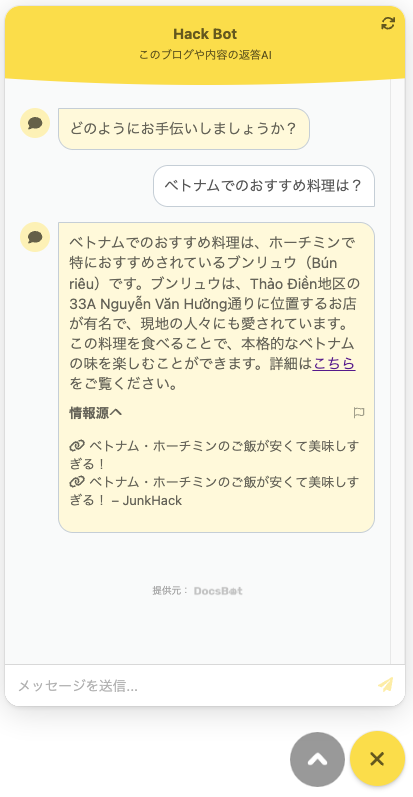 Hack Bot
このブログや内容の返答AI
どのようにお手伝いしましょうか？
ベトナムでのおすすめ料理は？
ベトナムでのおすすめ料理は、ホーチミンで
特におすすめされているブンリュウ（Bún
riêu）です。ブンリュウは、Thảo Điền地区の
33A Nguyễn Văn Hưởng通りに位置するお店
が有名で、現地の人々にも愛されています。
この料理を食べることで、本格的なベトナム
の味を楽しむことができます。詳細はこちら
をご覧ください。
情報源へ
ベトナム・ホーチミンのご飯が安くて美味しす
ぎる！
ベトナム・ホーチミンのご飯が安くて美味しす
ぎる！ – JunkHack
提供元： DocsBot
メッセージを送信...